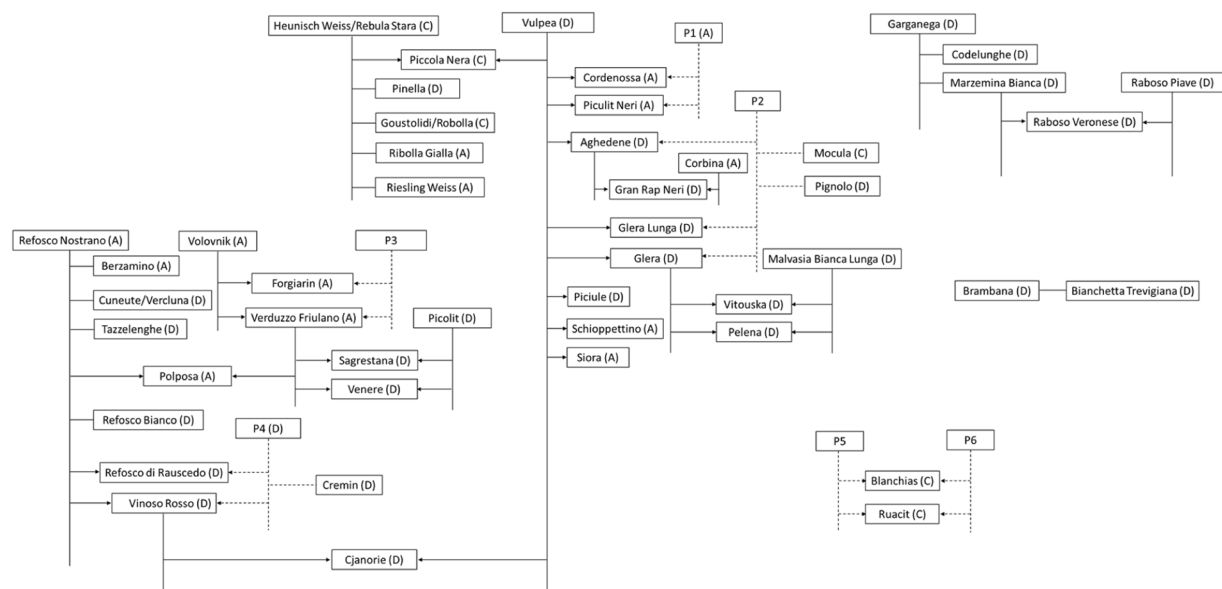 Heunisch Weiss/Rebula Stara (C)
Vulpea (D)
P1 (A)
Garganega (D)
Piccola Nera (C)
Codelunghe (D)
Cordenossa (A)
Marzemina Bianca (D)
Raboso Piave (D)
Pinella (D)
Piculit Neri (A)
P2
Goustolidi/Robolla (C)
Raboso Veronese (D)
Aghedene (D)
Ribolla Gialla (A)
Mocula (C)
Corbina (A)
Riesling Weiss (A)
Gran Rap Neri (D)
Pignolo (D)
Glera Lunga (D)
Refosco Nostrano (A)
Volovnik (A)
P3
Glera (D)
Malvasia Bianca Lunga (D)
Berzamino (A)
Forgiarin (A)
Brambana (D)
Bianchetta Trevigiana (D)
Cuneute/Vercluna (D)
Piciule (D)
Vitouska (D)
Verduzzo Friulano (A)
Picolit (D)
Tazzelenghe (D)
Schioppettino (A)
Pelena (D)
Sagrestana (D)
Siora (A)
Polposa (A)
Venere (D)
Refosco Bianco (D)
P4 (D)
P5
P6
Refosco di Rauscedo (D)
Cremin (D)
Blanchias (C)
Vinoso Rosso (D)
Ruacit (C)
Cjanorie (D)